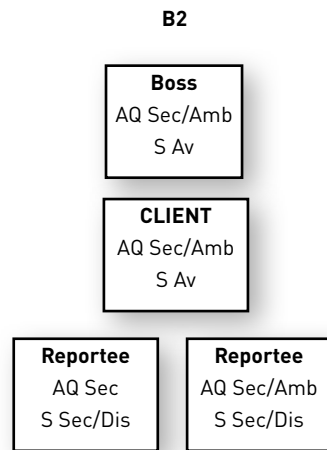 B2
Boss
AQ Sec/Amb
S Av
CLIENT
AQ Sec/Amb
S Av
Reportee
AQ Sec
S Sec/Dis
Reportee
AQ Sec/Amb
S Sec/Dis